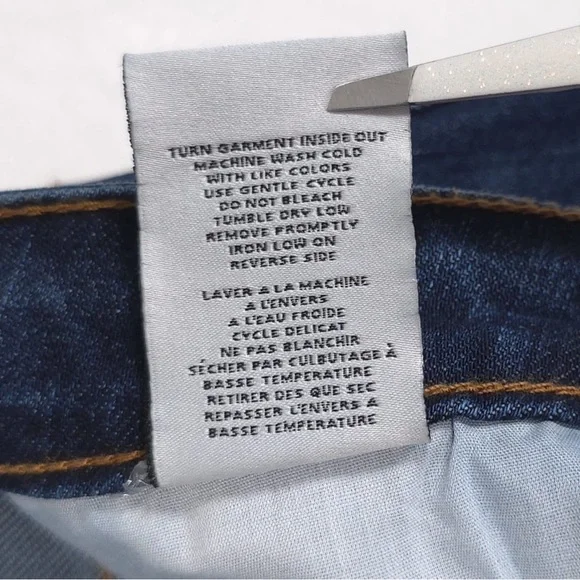 TURN GARMENT INSIDE OUT
MACHINE WASH COLD
WITH LIKE COLORS
USE GENTLE CYCLE
DO NOT BLEACH
TUMBLE DRY LOW
REMOVE PROMPTLY
IRON LOW ON
REVERSE SIDE
LAVER A LA MACHINE
A L'ENVERS
A L'EAU FROIDE
CYCLE DELICAT
NE PAS BLANCHIR
SÉCHER PAR CULBUTAGE À
BASSE TEMPERATURE
RETIRER DES QUE SEC
REPASSER L'ENVERS A
BASSE TEMPERATURE